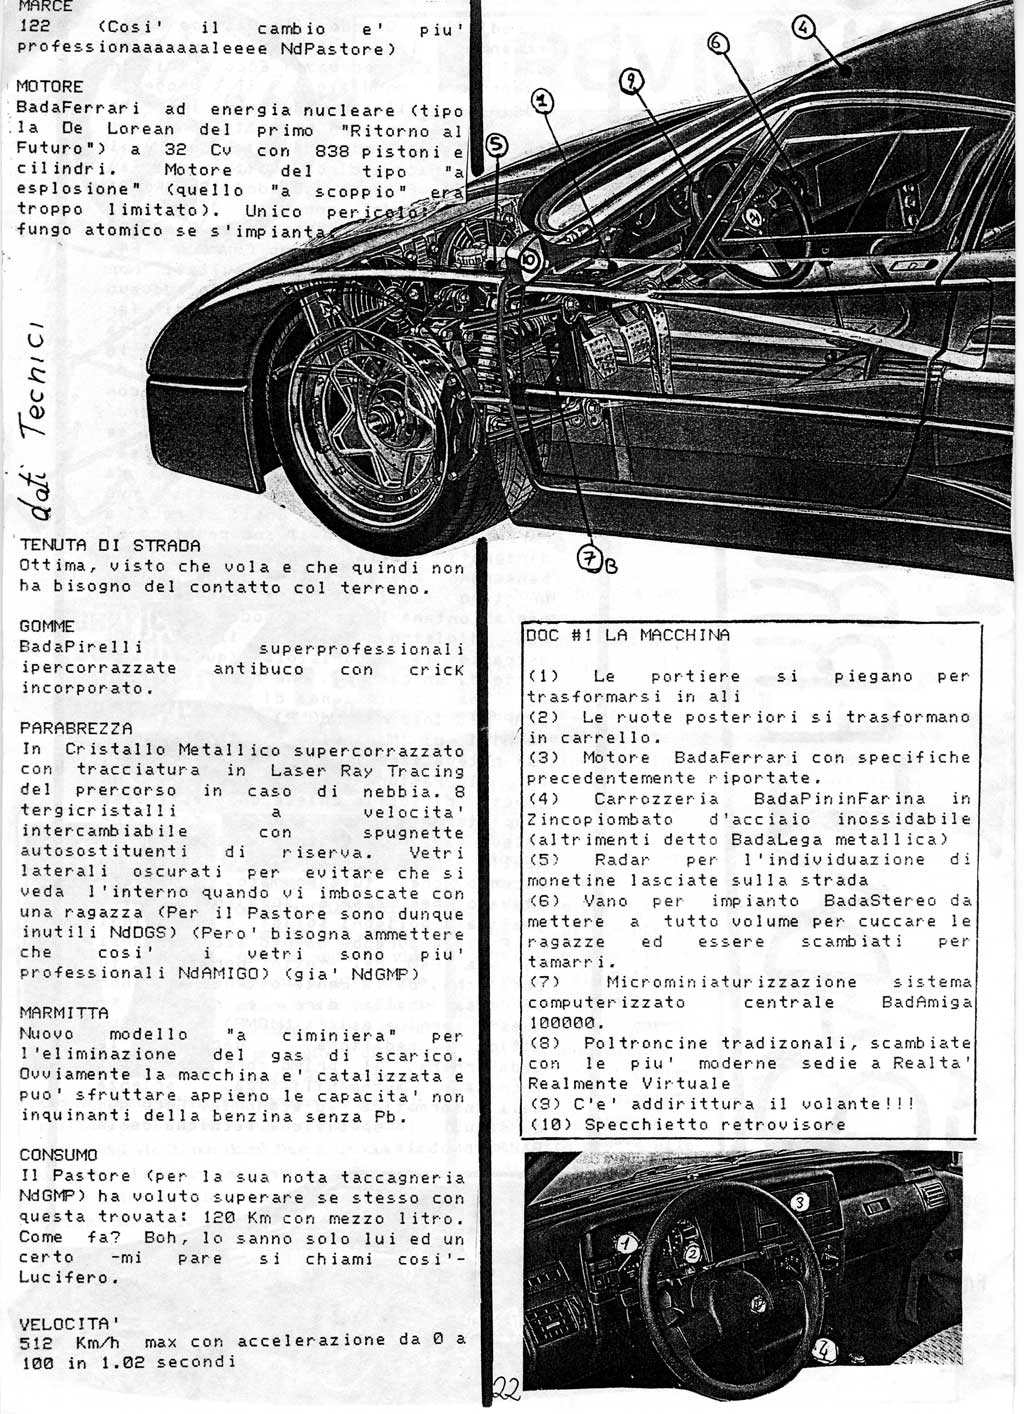 MARCE
122 (Cosi' il cambio e' piu'
professionaaaaaaaleeee NdPastore)
MOTORE
BadaFerrari ad energia nucleare (tipo
la De Lorean del primo "Ritorno al
Futuro") a 32 Cv con 838 pistoni e
cilindri. Motore del tipo "a
esplosione" (quello "a scoppio" era
troppo limitato). Unico pericolo:
fungo atomico se s'impianta.
dati Tecnici
TENUTA DI STRADA
Ottima, visto che vola e che quindi non
ha bisogno del contatto col terreno.
GOMME
BadaPirelli superprofessionali
ipercorrazzate antibuco con crick
incorporato.
PARABREZZA
In Cristallo Metallico supercorrazzato
con tracciatura in Laser Ray Tracing
del prercorso in caso di nebbia. 8
tergicristalli a velocita'
intercambiabile con spugnette
autosostituenti di riserva. Vetri
laterali oscurati per evitare che si
veda l'interno quando vi imboscate con
una ragazza (Per il Pastore sono dunque
inutili NdDGS) (Pero' bisogna ammettere
che cosi' i vetri sono piu'
professionali NdAMIGO) (gia' NdGMP)
MARMITTA
Nuovo modello "a ciminiera" per
l'eliminazione del gas di scarico.
Ovviamente la macchina e' catalizzata e
puo' sfruttare appieno le capacita' non
inquinanti della benzina senza Pb.
CONSUMO
Il Pastore (per la sua nota taccagneria
NdGMP) ha voluto superare se stesso con
questa trovata: 120 Km con mezzo litro.
Come fa? Boh, lo sanno solo lui ed un
certo -mi pare si chiami cosi'-
Lucifero.
VELOCITA'
512 Km/h max con accelerazione da 0 a
100 in 1.02 secondi
4
6
9
1
5
10
7B
DOC #1 LA MACCHINA
(1) Le portiere si piegano per
trasformarsi in ali
(2) Le ruote posteriori si trasformano
in carrello.
(3) Motore BadaFerrari con specifiche
precedentemente riportate.
(4) Carrozzeria BadaPininFarina in
Zincopiombato d'acciaio inossidabile
(altrimenti detto BadaLega metallica)
(5) Radar per l'individuazione di
monetine lasciate sulla strada
(6) Vano per impianto BadaStereo da
mettere a tutto volume per cuccare le
ragazze ed essere scambiati per
tamarri.
(7) Microminiaturizzazione sistema
computerizzato centrale BadAmiga
100000.
(8) Poltroncine tradizonali, scambiate
con le piu' moderne sedie a Realta'
Realmente Virtuale
(9) C'e' addirittura il volante!!!
(10) Specchietto retrovisore
1
2
3
4
22